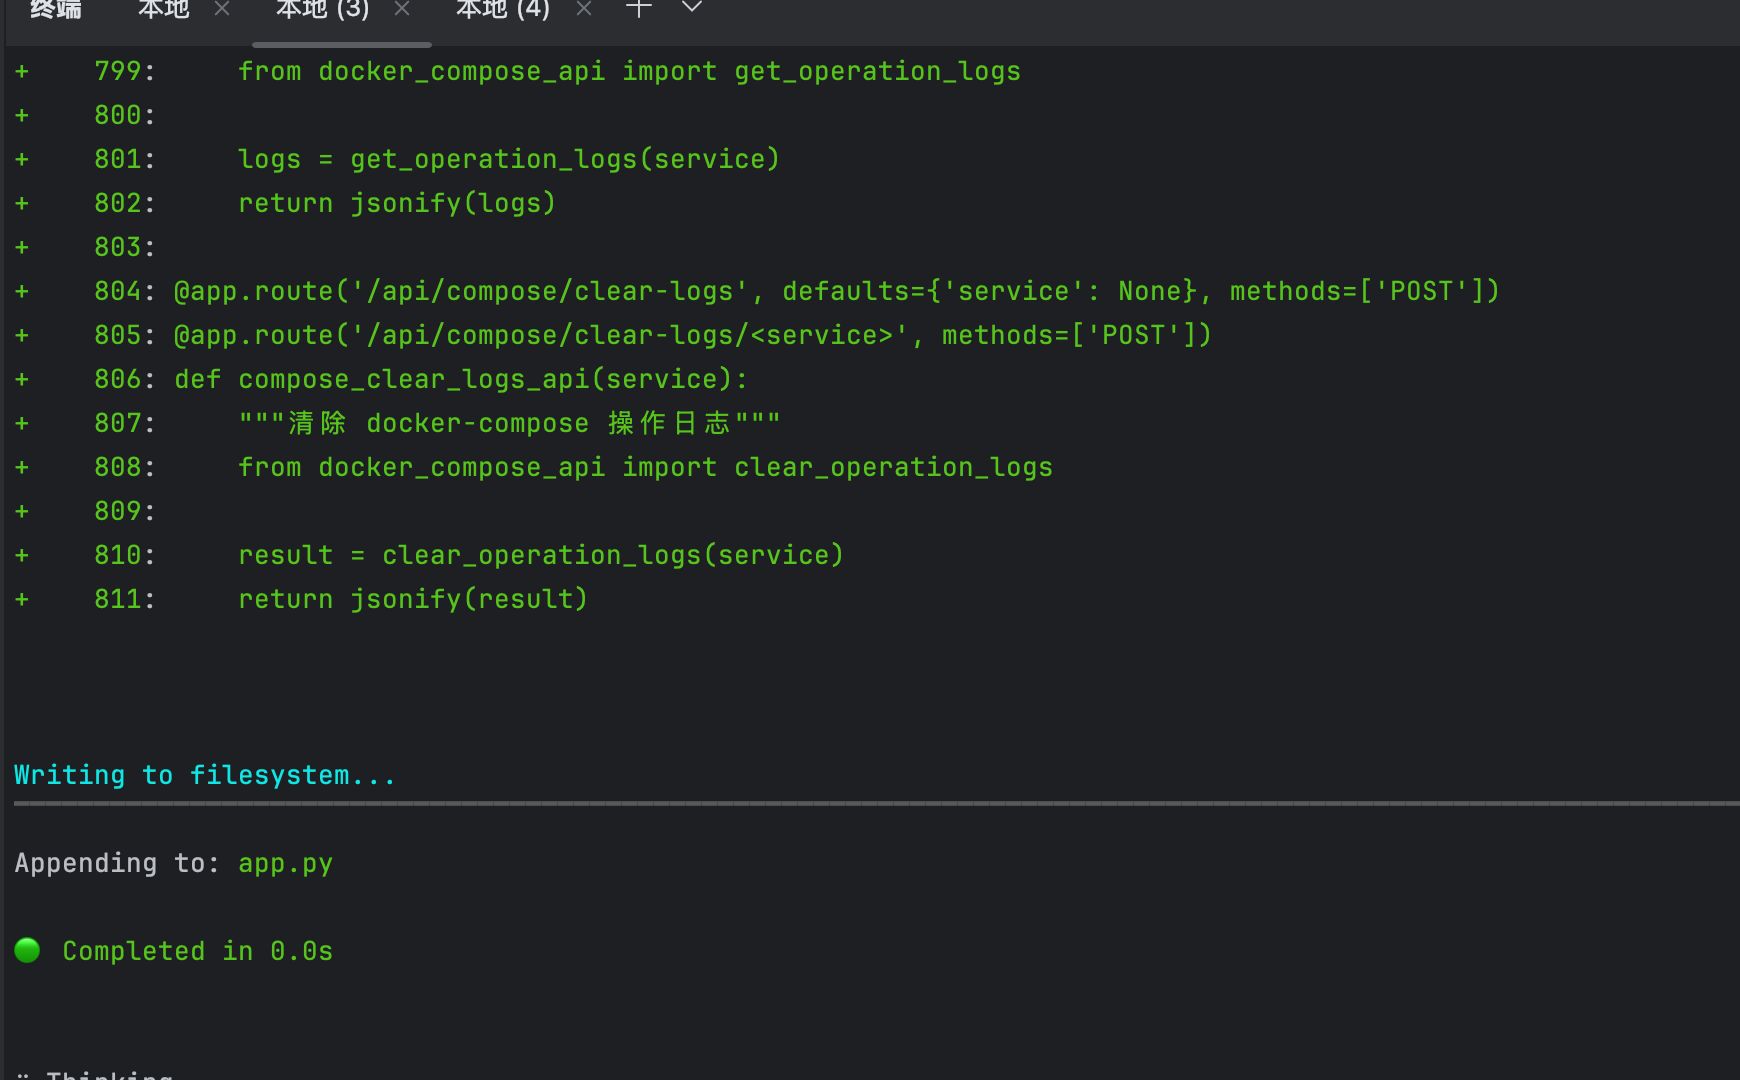 终端 本地 × 本地 (3) × 本地 (4) × +
+ 799: from docker_compose_api import get_operation_logs
+ 800:
+ 801: logs = get_operation_logs(service)
+ 802: return jsonify(logs)
+ 803:
+ 804: @app.route('/api/compose/clear-logs', defaults={'service': None}, methods=['POST'])
+ 805: @app.route('/api/compose/clear-logs/<service>', methods=['POST'])
+ 806: def compose_clear_logs_api(service):
+ 807: """清除 docker-compose 操作日志"""
+ 808: from docker_compose_api import clear_operation_logs
+ 809:
+ 810: result = clear_operation_logs(service)
+ 811: return jsonify(result)
Writing to filesystem...
Appending to: app.py
Completed in 0.0s
Thinking